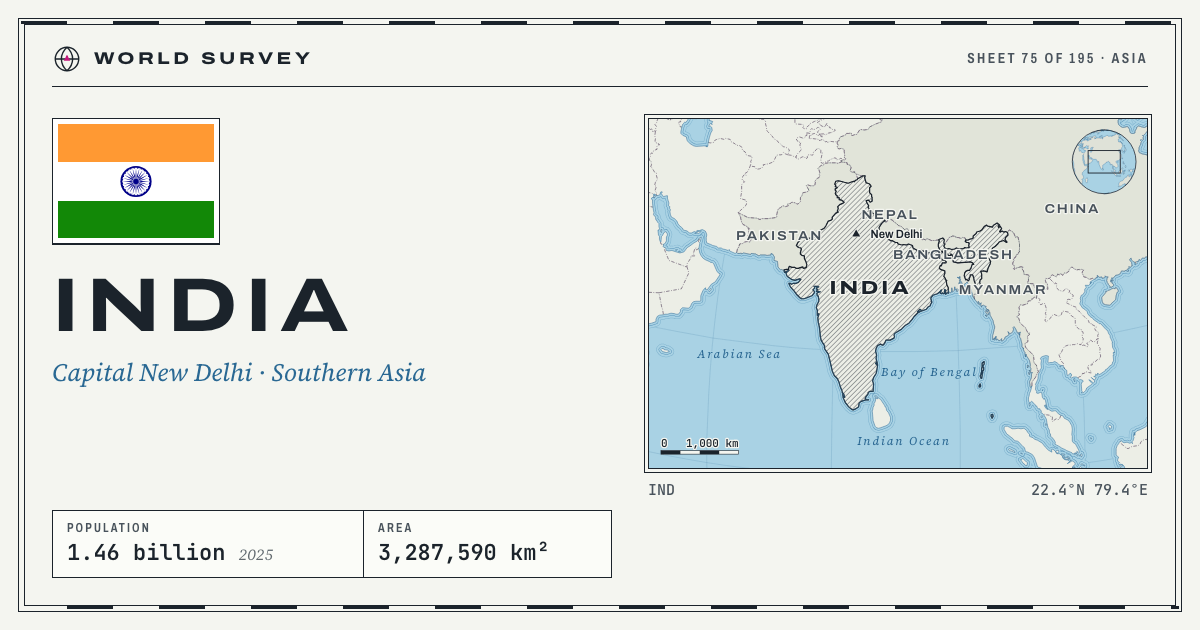 WORLD SURVEY
SHEET 75 OF 195 · ASIA
INDIA
Capital New Delhi · Southern Asia
POPULATION
1.46 billion 2025
AREA
3,287,590 km²
CHINA
NEPAL
PAKISTAN
New Delhi
BANGLADESH
INDIA
MYANMAR
Arabian Sea
Bay of Bengal
Indian Ocean
0 1,000 km
IND
22.4°N 79.4°E